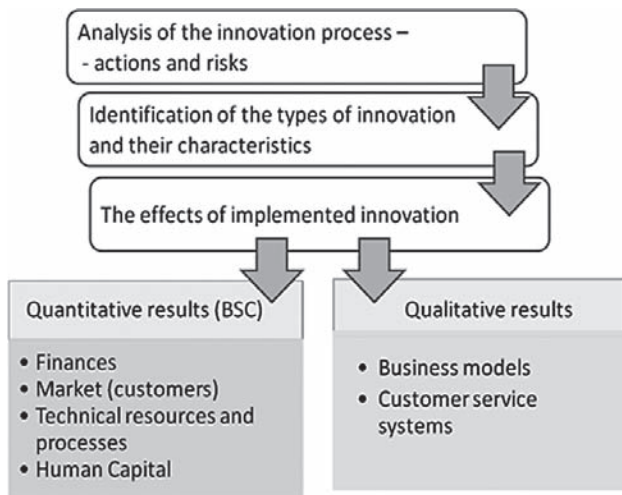 Analysis of the innovation process –
- actions and risks
Identification of the types of innovation
and their characteristics
The effects of implemented innovation
Quantitative results (BSC)
• Finances
• Market (customers)
• Technical resources and
processes
• Human Capital
Qualitative results
• Business models
• Customer service
systems